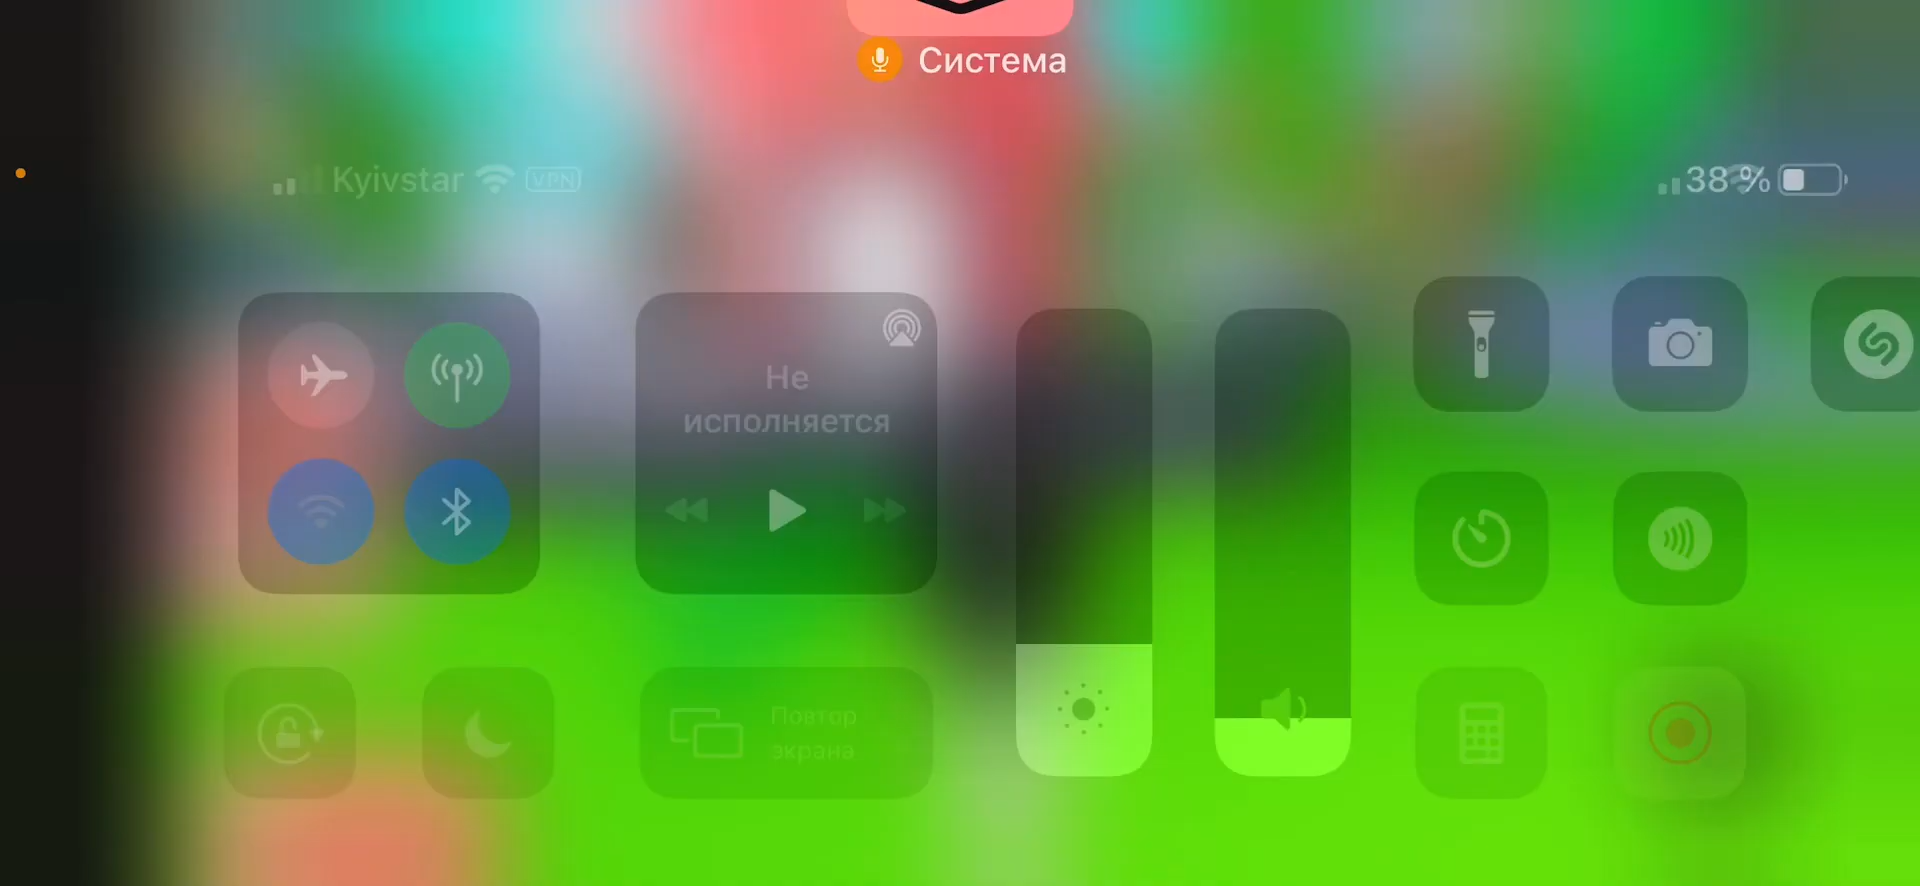 Система
Kyivstar VPN
38 %
Не
исполняется
Повтор
экрана